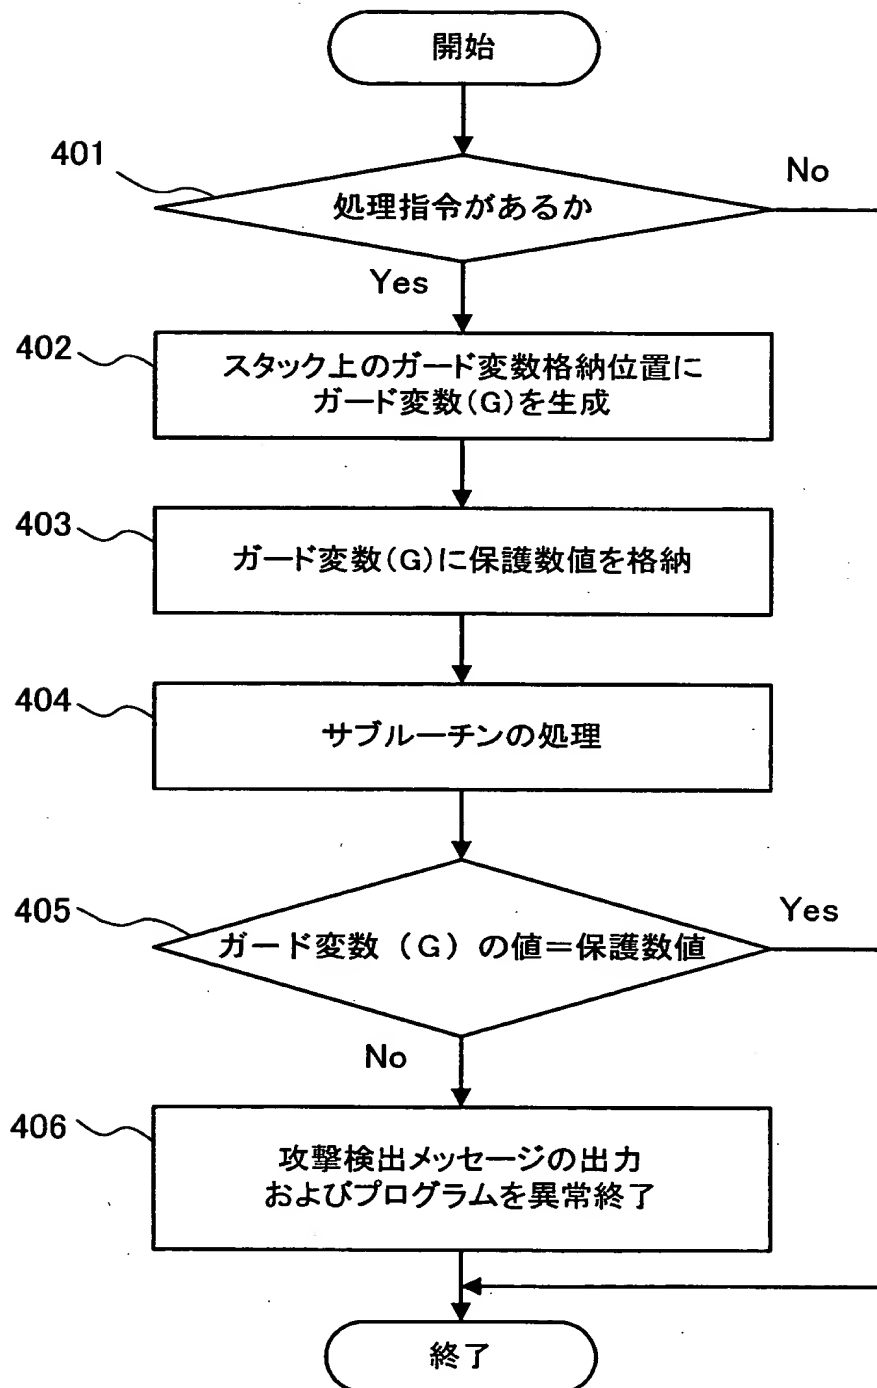 開始
401
処理指令があるか
No
Yes
402
スタック上のガード変数格納位置に
ガード変数(G)を生成
403
ガード変数(G)に保護数値を格納
404
サブルーチンの処理
405
ガード変数(G)の値=保護数値
Yes
No
406
攻撃検出メッセージの出力
およびプログラムを異常終了
終了